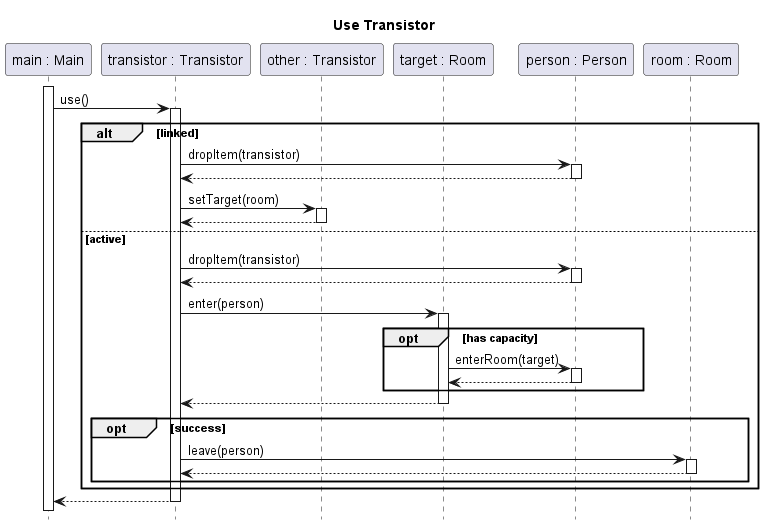 Use Transistor
main : Main
transistor : Transistor
other : Transistor
target : Room
person : Person
room : Room
use()
alt
[linked]
dropItem(transistor)
setTarget(room)
[active]
dropItem(transistor)
enter(person)
opt
[has capacity]
enterRoom(target)
opt
[success]
leave(person)